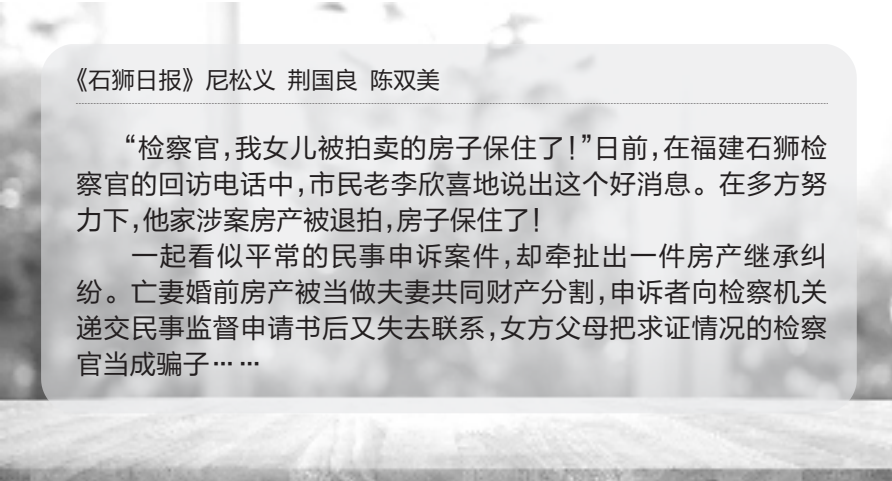 《石狮日报》尼松义 荆国良 陈双美
“检察官，我女儿被拍卖的房子保住了！”日前，在福建石狮检
察官的回访电话中，市民老李欣喜地说出这个好消息。在多方努
力下，他家涉案房产被退拍，房子保住了！
一起看似平常的民事申诉案件，却牵扯出一件房产继承纠
纷。亡妻婚前房产被当做夫妻共同财产分割，申诉者向检察机关
递交民事监督申请书后又失去联系，女方父母把求证情况的检察
官当成骗子……